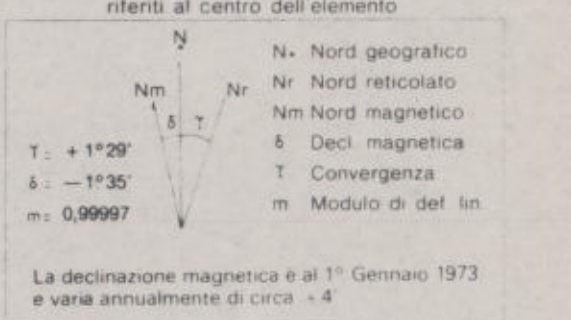 riferiti al centro dell'elemento
N
Nm
Nr
δ
γ
γ = + 1°29'
δ = — 1°35'
m = 0,99997
N* Nord geografico
Nr Nord reticolato
Nm Nord magnetico
δ Decl. magnetica
γ Convergenza
m Modulo di def. lin.
La declinazione magnetica è al 1° Gennaio 1973
e varia annualmente di circa + 4'